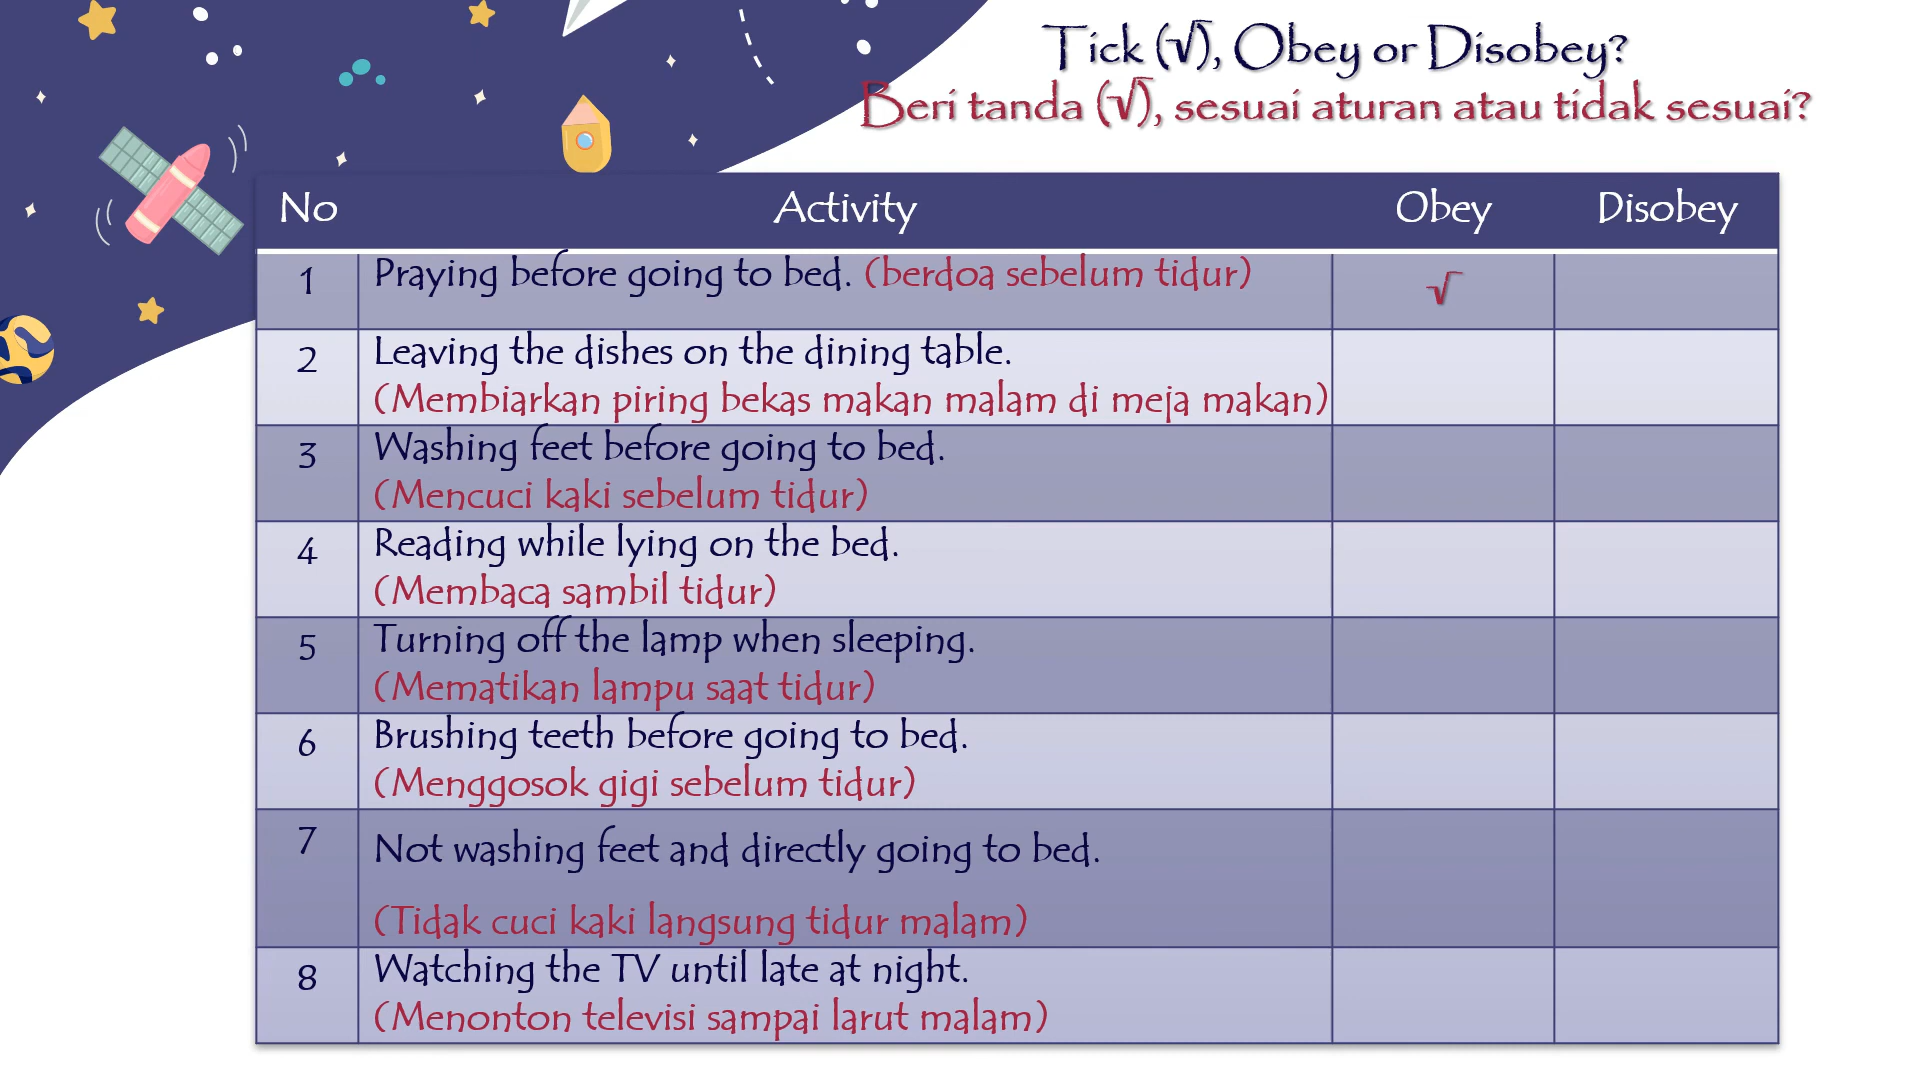 Tick (√), Obey or Disobey?
Beri tanda (√), sesuai aturan atau tidak sesuai?
No Activity Obey Disobey
1 Praying before going to bed. (berdoa sebelum tidur) √
2 Leaving the dishes on the dining table.
(Membiarkan piring bekas makan malam di meja makan)
3 Washing feet before going to bed.
(Mencuci kaki sebelum tidur)
4 Reading while lying on the bed.
(Membaca sambil tidur)
5 Turning off the lamp when sleeping.
(Mematikan lampu saat tidur)
6 Brushing teeth before going to bed.
(Menggosok gigi sebelum tidur)
7 Not washing feet and directly going to bed.
(Tidak cuci kaki langsung tidur malam)
8 Watching the TV until late at night.
(Menonton televisi sampai larut malam)